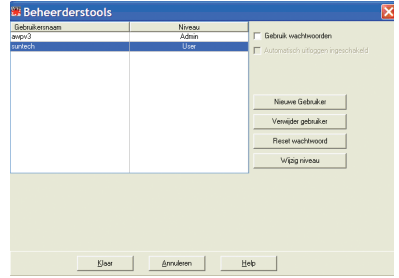 Beheerderstools
Gebruikersnaam Niveau
awpv3 Admin
suntech User
Gebruik wachtwoorden
Automatisch uitloggen ingeschakeld
Nieuwe Gebruiker
Verwijder gebruiker
Reset wachtwoord
Wijzig niveau
Klaar Annuleren Help